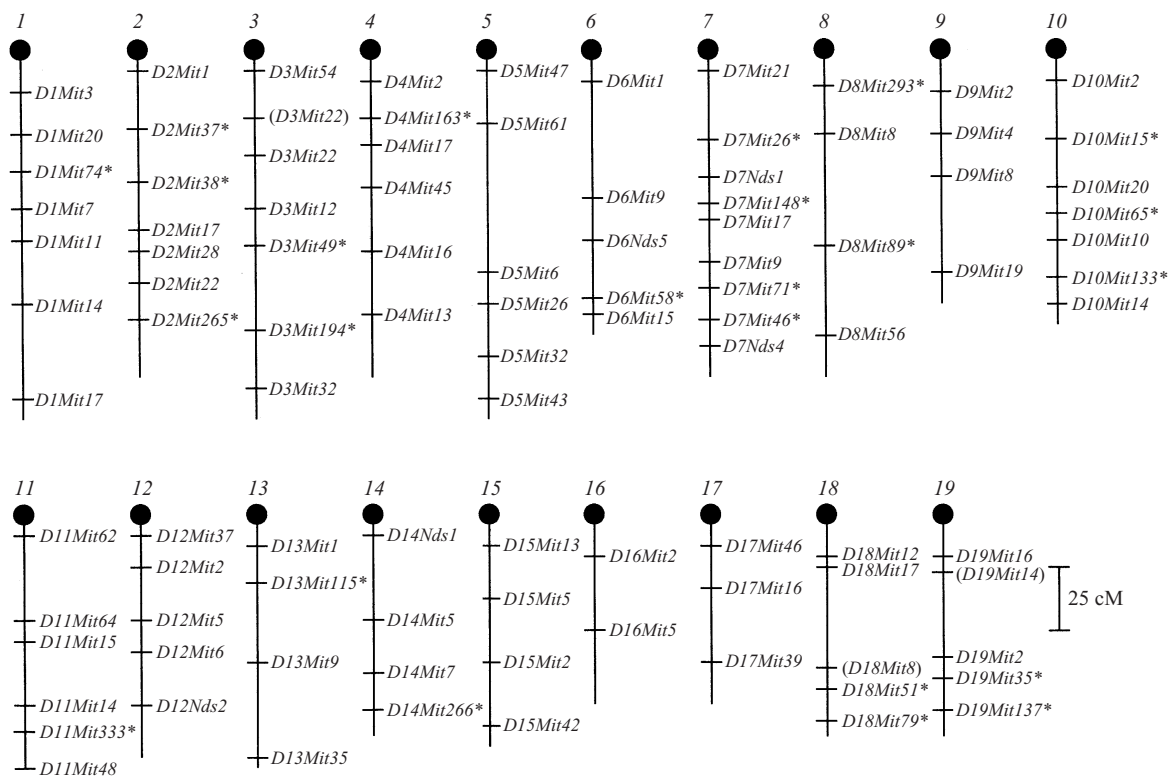 1 2 3 4 5 6 7 8 9 10
D1Mit3
D1Mit20
D1Mit74*
D1Mit7
D1Mit11
D1Mit14
D1Mit17
D2Mit1
D2Mit37*
D2Mit38*
D2Mit17
D2Mit28
D2Mit22
D2Mit265*
D3Mit54
(D3Mit22)
D3Mit22
D3Mit12
D3Mit49*
D3Mit194*
D3Mit32
D4Mit2
D4Mit163*
D4Mit17
D4Mit45
D4Mit16
D4Mit13
D5Mit47
D5Mit61
D5Mit6
D5Mit26
D5Mit32
D5Mit43
D6Mit1
D6Mit9
D6Nds5
D6Mit58*
D6Mit15
D7Mit21
D7Mit26*
D7Nds1
D7Mit148*
D7Mit17
D7Mit9
D7Mit71*
D7Mit46*
D7Nds4
D8Mit293*
D8Mit8
D8Mit89*
D8Mit56
D9Mit2
D9Mit4
D9Mit8
D9Mit19
D10Mit2
D10Mit15*
D10Mit20
D10Mit65*
D10Mit10
D10Mit133*
D10Mit14
11 12 13 14 15 16 17 18 19
D11Mit62
D11Mit64
D11Mit15
D11Mit14
D11Mit333*
D11Mit48
D12Mit37
D12Mit2
D12Mit5
D12Mit6
D12Nds2
D13Mit1
D13Mit115*
D13Mit9
D13Mit35
D14Nds1
D14Mit5
D14Mit7
D14Mit266*
D15Mit13
D15Mit5
D15Mit2
D15Mit42
D16Mit2
D16Mit5
D17Mit46
D17Mit16
D17Mit39
D18Mit12
D18Mit17
(D18Mit8)
D18Mit51*
D18Mit79*
D19Mit16
(D19Mit14)
D19Mit2
D19Mit35*
D19Mit137*
25 cM